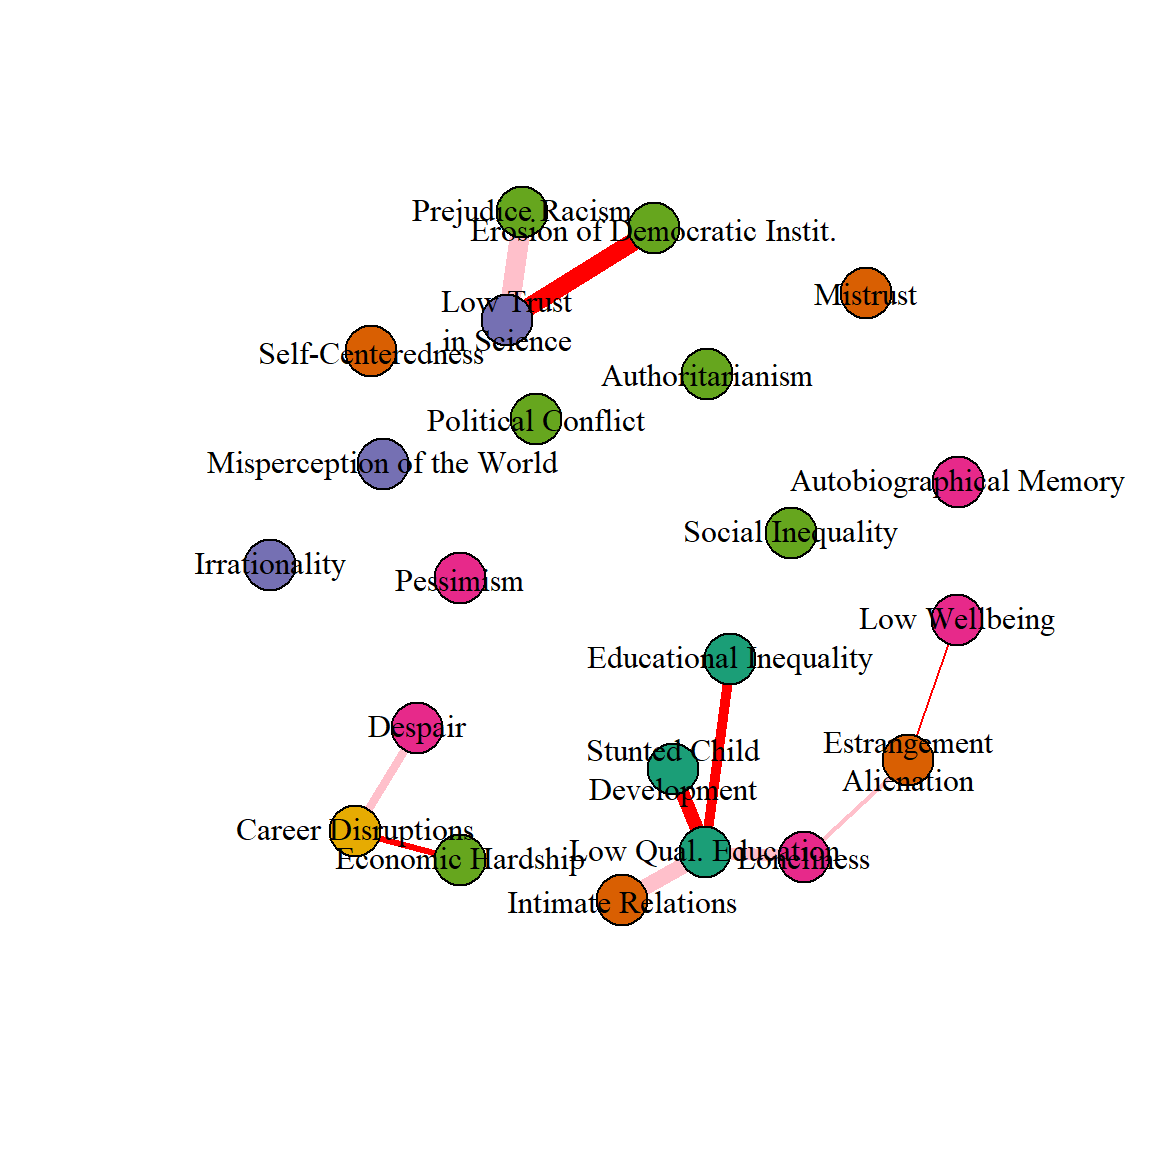 Prejudice Racism
Erosion of Democratic Instit.
Mistrust
Low Trust
in Science
Self-Centeredness
Authoritarianism
Political Conflict
Misperception of the World
Autobiographical Memory
Social Inequality
Irrationality
Pessimism
Low Wellbeing
Educational Inequality
Despair
Estrangement
Alienation
Stunted Child
Development
Career Disruptions
Economic Hardship
Low Qual. Education
Loneliness
Intimate Relations